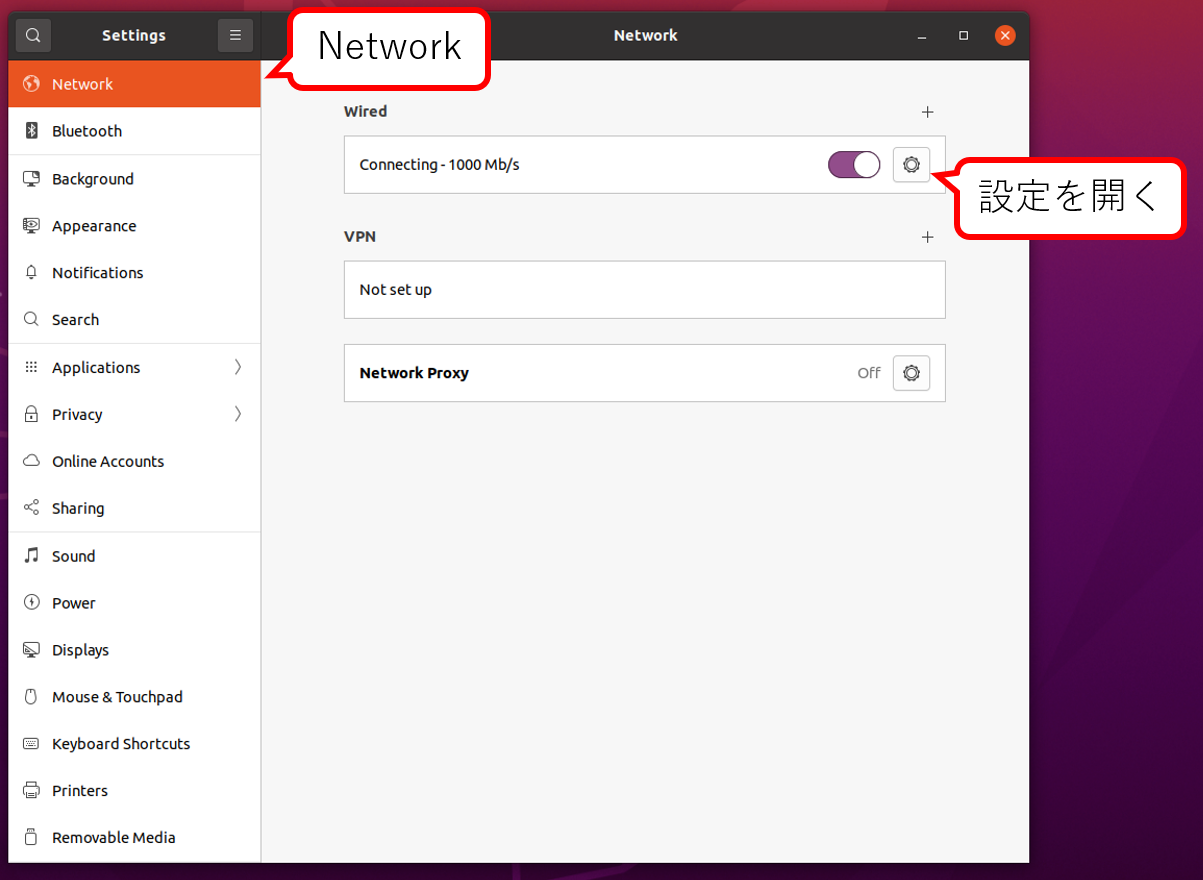 Settings
Network
Network
Network
Bluetooth
Background
Appearance
Notifications
Search
Applications
Privacy
Online Accounts
Sharing
Sound
Power
Displays
Mouse & Touchpad
Keyboard Shortcuts
Printers
Removable Media
Wired
Connecting - 1000 Mb/s
設定を開く
VPN
Not set up
Network Proxy
Off